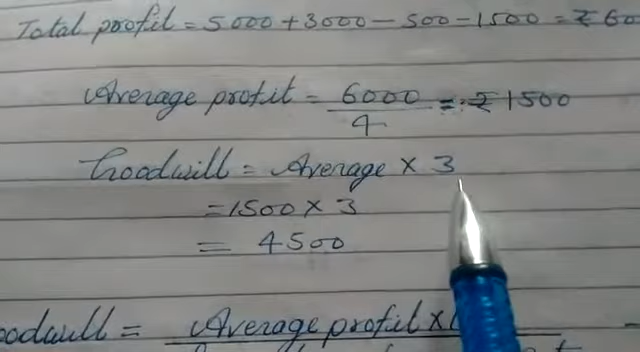 Total profit = 5000 + 3000 - 500 - 1500 = ₹ 60
Average profit = 6000 / 4 = ₹ 1500
Goodwill = Average × 3
= 1500 × 3
= 4500
oodwill = Average profit ×